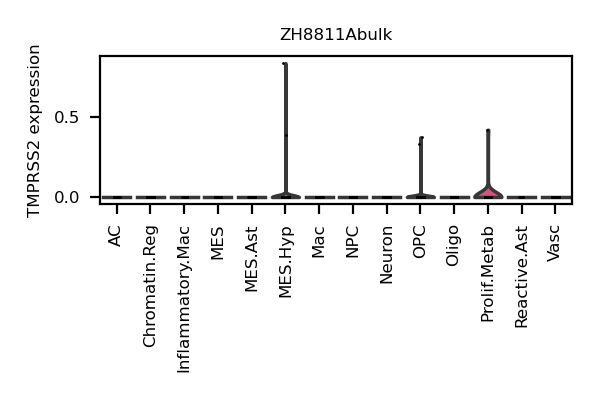 ZH8811Abulk
TMPRSS2 expression
0.5
0.0
AC
Chromatin.Reg
Inflammatory.Mac
MES
MES.Ast
MES.Hyp
Mac
NPC
Neuron
OPC
Oligo
Prolif.Metab
Reactive.Ast
Vasc